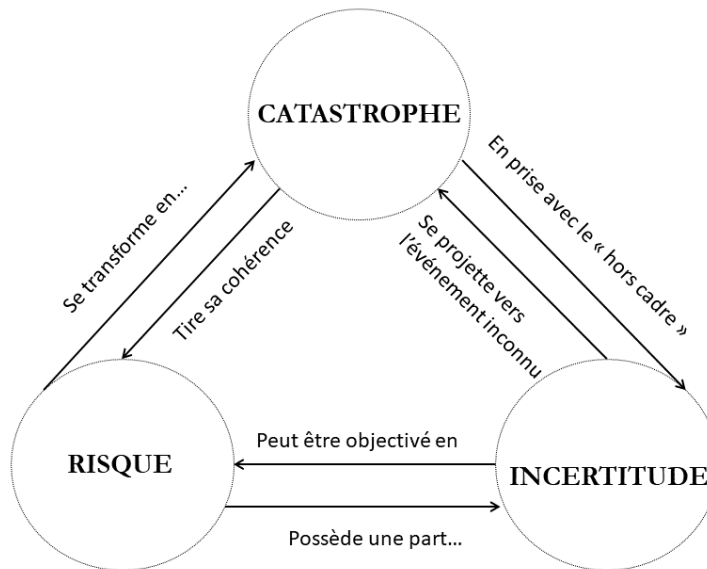 CATASTROPHE
Se transforme en...
Tire sa cohérence
Se projette vers
l'événement inconnu
En prise avec le « hors cadre »
RISQUE
Peut être objectivé en
INCERTITUDE
Possède une part...